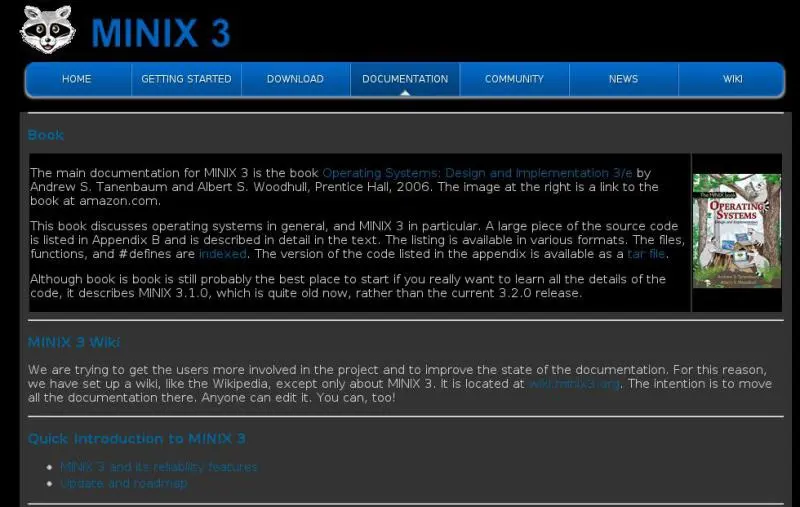 MINIX 3
HOME
GETTING STARTED
DOWNLOAD
DOCUMENTATION
COMMUNITY
NEWS
WIKI
Book
The main documentation for MINIX 3 is the book Operating Systems: Design and Implementation 3/e by
Andrew S. Tanenbaum and Albert S. Woodhull, Prentice Hall, 2006. The image at the right is a link to the
book at amazon.com.
This book discusses operating systems in general, and MINIX 3 in particular. A large piece of the source code
is listed in Appendix B and is described in detail in the text. The listing is available in various formats. The files,
functions, and #defines are indexed. The version of the code listed in the appendix is available as a tar file.
Although book is book is still probably the best place to start if you really want to learn all the details of the
code, it describes MINIX 3.1.0, which is quite old now, rather than the current 3.2.0 release.
The MINIX book
OPERATING
SYSTEMS
Design and Implementation
Andrew S. Tanenbaum
Albert S. Woodhull
MINIX 3 Wiki
We are trying to get the users more involved in the project and to improve the state of the documentation. For this reason,
we have set up a wiki, like the Wikipedia, except only about MINIX 3. It is located at wiki.minix3.org. The intention is to move
all the documentation there. Anyone can edit it. You can, too!
Quick Introduction to MINIX 3
MINIX 3 and its reliability features
Update and roadmap